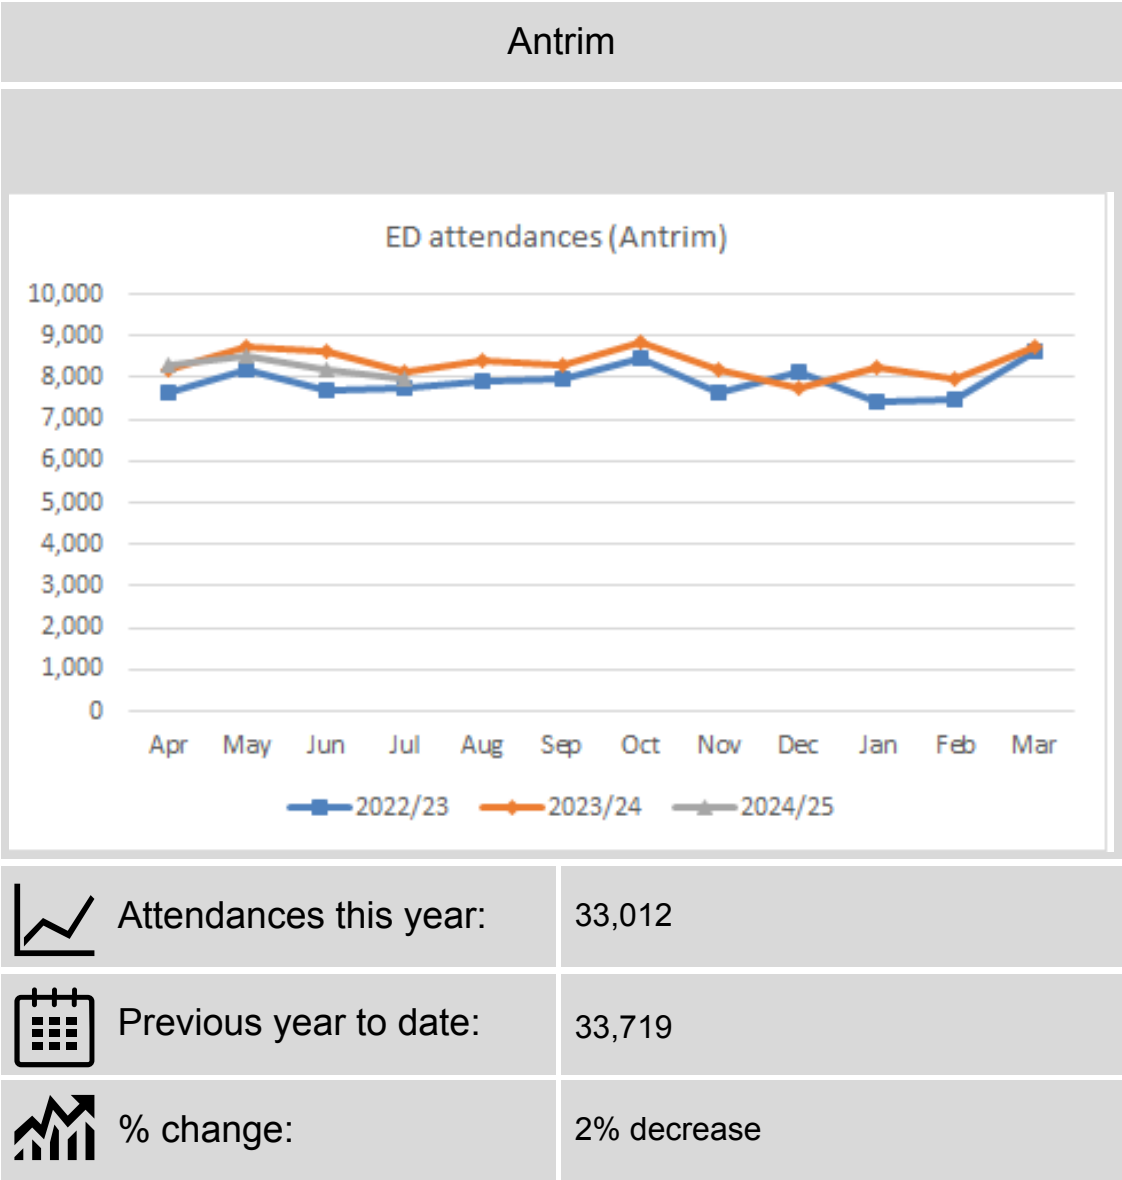 Antrim
ED attendances (Antrim)
10,000
9,000
8,000
7,000
6,000
5,000
4,000
3,000
2,000
1,000
0
Apr May Jun Jul Aug Sep Oct Nov Dec Jan Feb Mar
2022/23 2023/24 2024/25
Attendances this year: 33,012
Previous year to date: 33,719
% change: 2% decrease